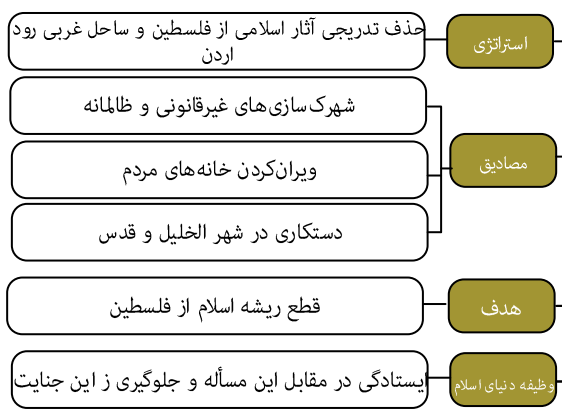 استراتژی
حذف تدریجی آثار اسلامی از فلسطین و ساحل غربی رود
اردن
مصادیق
شهرک‌سازی‌های غیرقانونی و ظالمانه
ویران‌کردن خانه‌های مردم
دستکاری در شهر الخلیل و قدس
هدف
قطع ریشه اسلام از فلسطین
وظیفه دنیای اسلام
ایستادگی در مقابل این مسأله و جلوگیری ز این جنایت